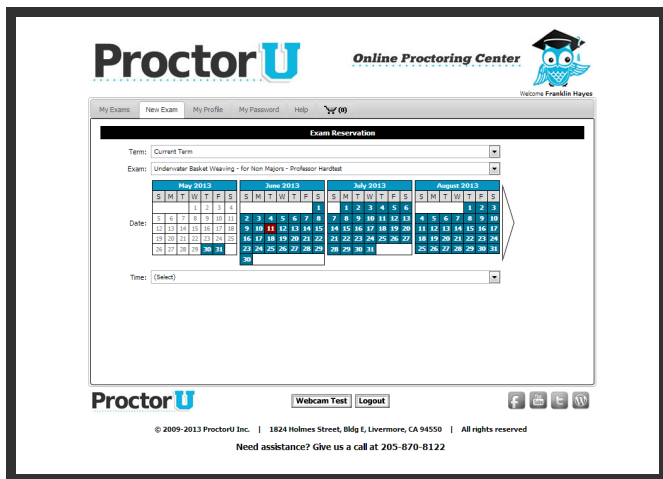 ProctorU
Online Proctoring Center
Welcome Franklin Hayes
My Exams New Exam My Profile My Password Help (0)
Exam Reservation
Term: Current Term
Exam: Underwater Basket Weaving - for Non Majors - Professor Hardtest
Date:
May 2013
S M T W T F S
1 2 3 4
5 6 7 8 9 10 11
12 13 14 15 16 17 18
19 20 21 22 23 24 25
26 27 28 29 30 31
June 2013
S M T W T F S
1
2 3 4 5 6 7 8
9 10 11 12 13 14 15
16 17 18 19 20 21 22
23 24 25 26 27 28 29
30
July 2013
S M T W T F S
1 2 3 4 5 6
7 8 9 10 11 12 13
14 15 16 17 18 19 20
21 22 23 24 25 26 27
28 29 30 31
August 2013
S M T W T F S
1 2 3
4 5 6 7 8 9 10
11 12 13 14 15 16 17
18 19 20 21 22 23 24
25 26 27 28 29 30 31
Time: (Select)
ProctorU
Webcam Test Logout
f You Tube t W
© 2009-2013 ProctorU Inc. | 1824 Holmes Street, Bldg E, Livermore, CA 94550 | All rights reserved
Need assistance? Give us a call at 205-870-8122